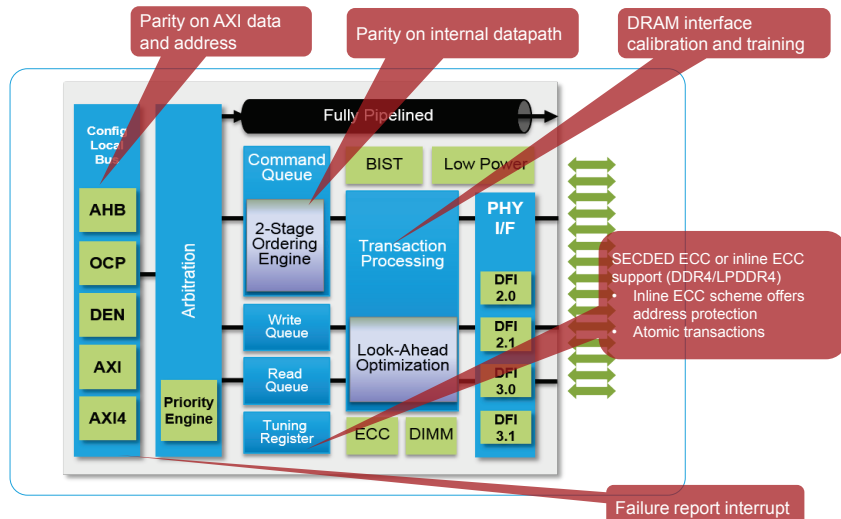 Parity on AXI data
and address
Parity on internal datapath
DRAM interface
calibration and training
Fully Pipelined
Config
Local
Bus
AHB
OCP
DEN
AXI
AXI4
Arbitration
Priority
Engine
Command
Queue
2-Stage
Ordering
Engine
Write
Queue
Read
Queue
Tuning
Register
BIST
Low Power
Transaction
Processing
Look-Ahead
Optimization
ECC
DIMM
PHY
I/F
DFI
2.0
DFI
2.1
DFI
3.0
DFI
3.1
SECDED ECC or inline ECC
support (DDR4/LPDDR4)
• Inline ECC scheme offers
address protection
• Atomic transactions
Failure report interrupt